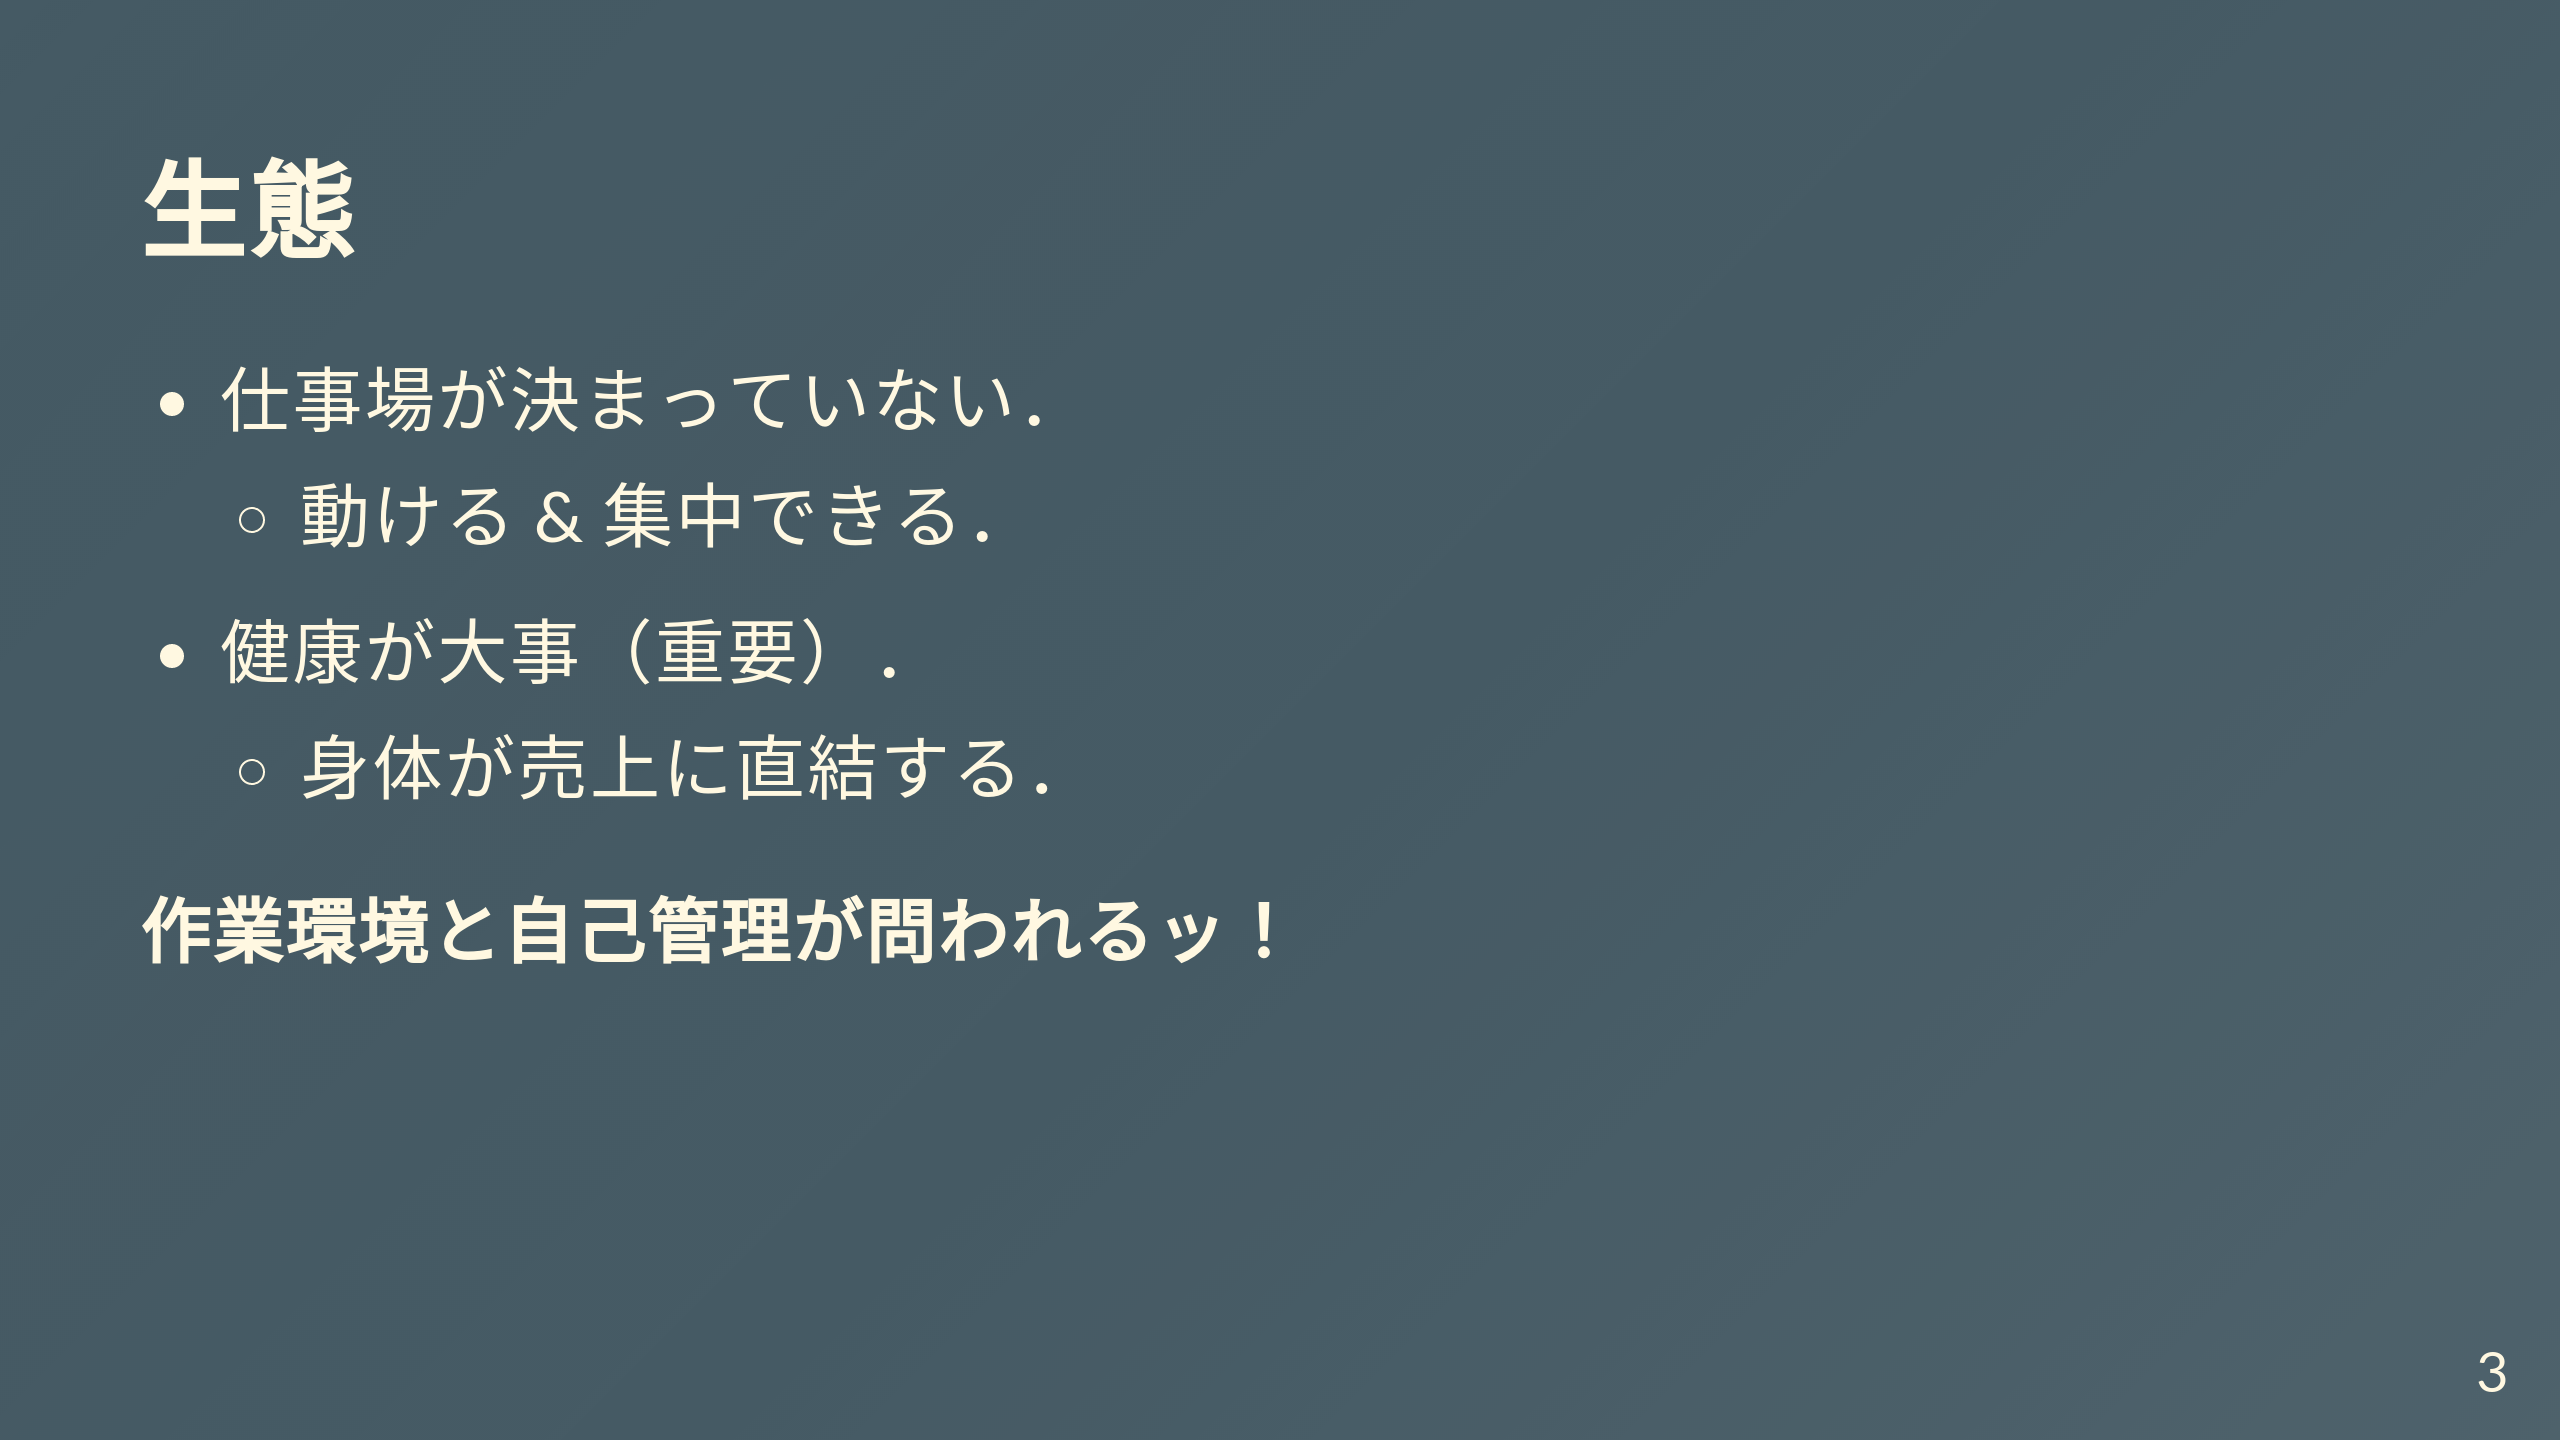 生態
• 仕事場が決まっていない．
○ 動ける & 集中できる．
• 健康が大事（重要）．
○ 身体が売上に直結する．
作業環境と自己管理が問われるッ！
3